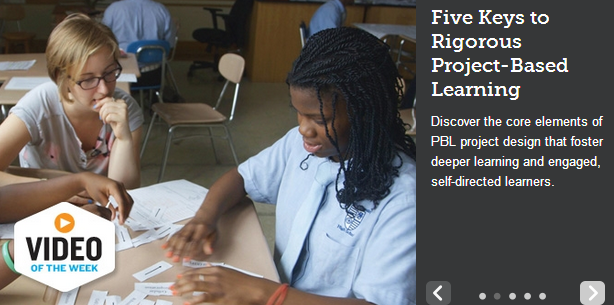 Five Keys to
Rigorous
Project-Based
Learning
Discover the core elements of
PBL project design that foster
deeper learning and engaged,
self-directed learners.
VIDEO
OF THE WEEK